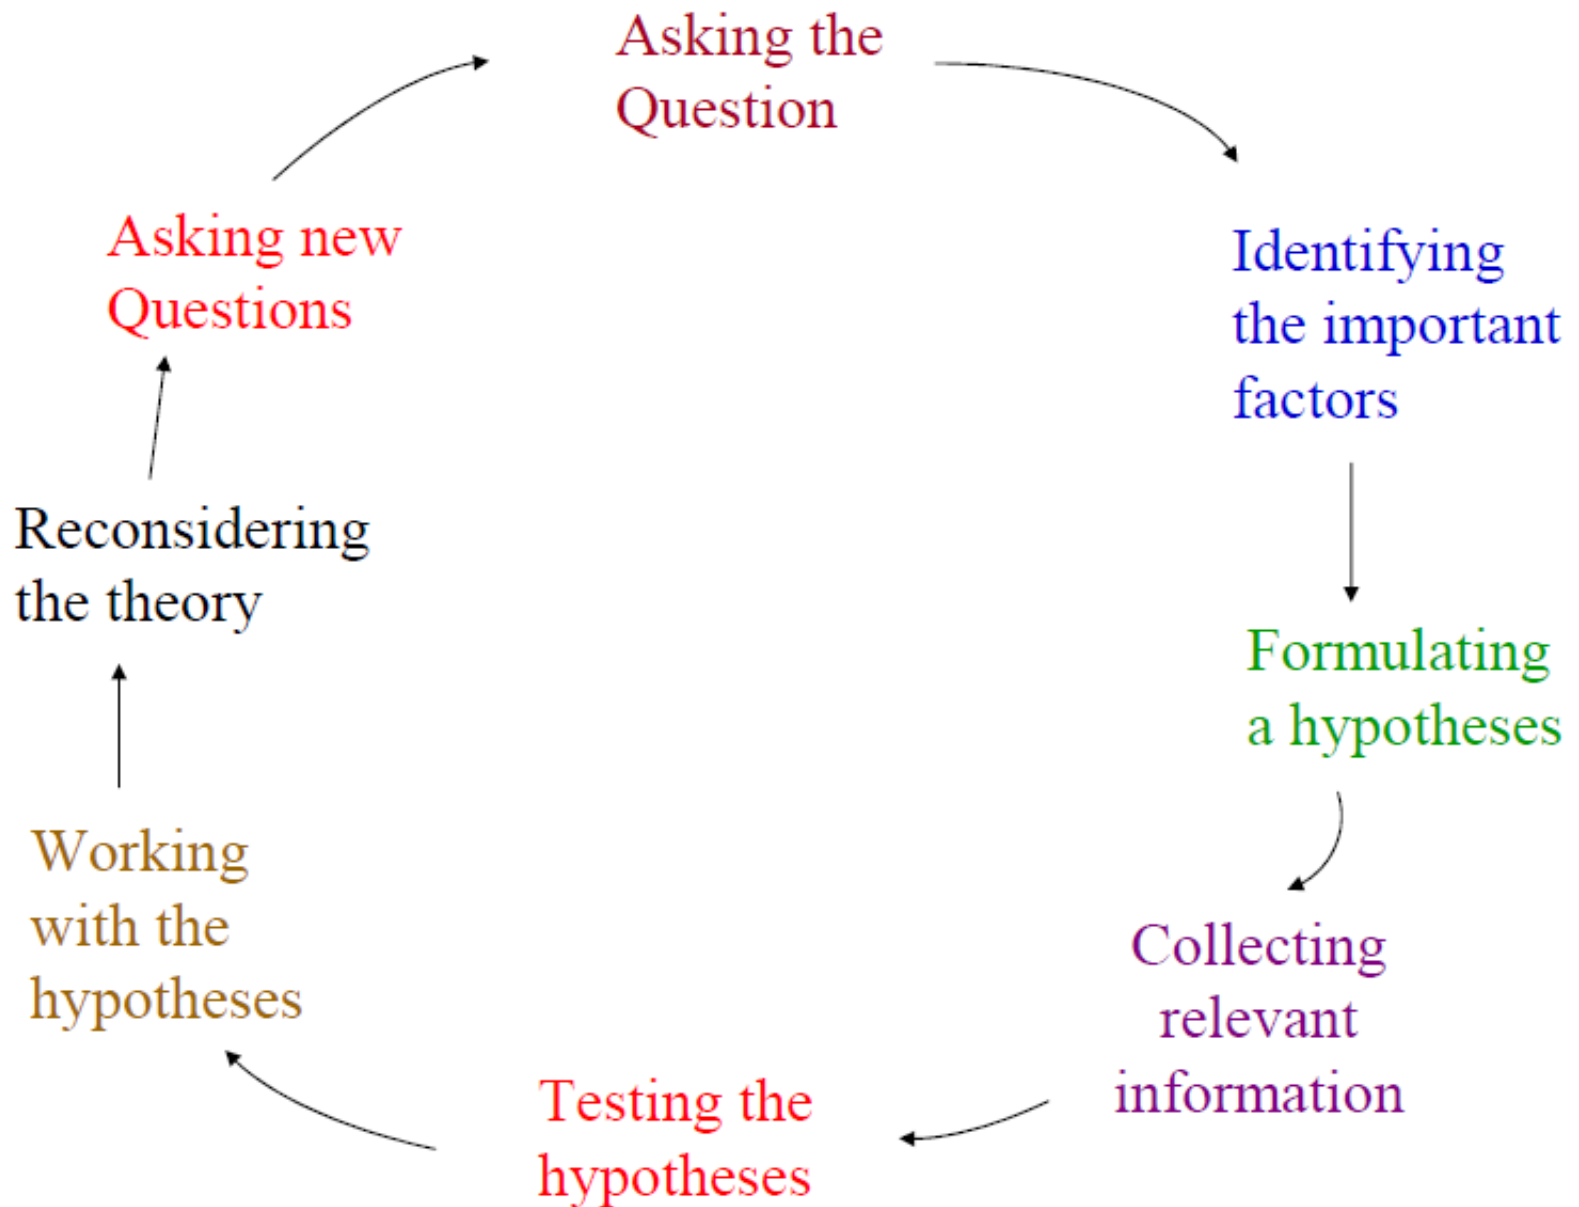 Asking the
Question
Identifying
the important
factors
Formulating
a hypotheses
Collecting
relevant
information
Testing the
hypotheses
Working
with the
hypotheses
Reconsidering
the theory
Asking new
Questions